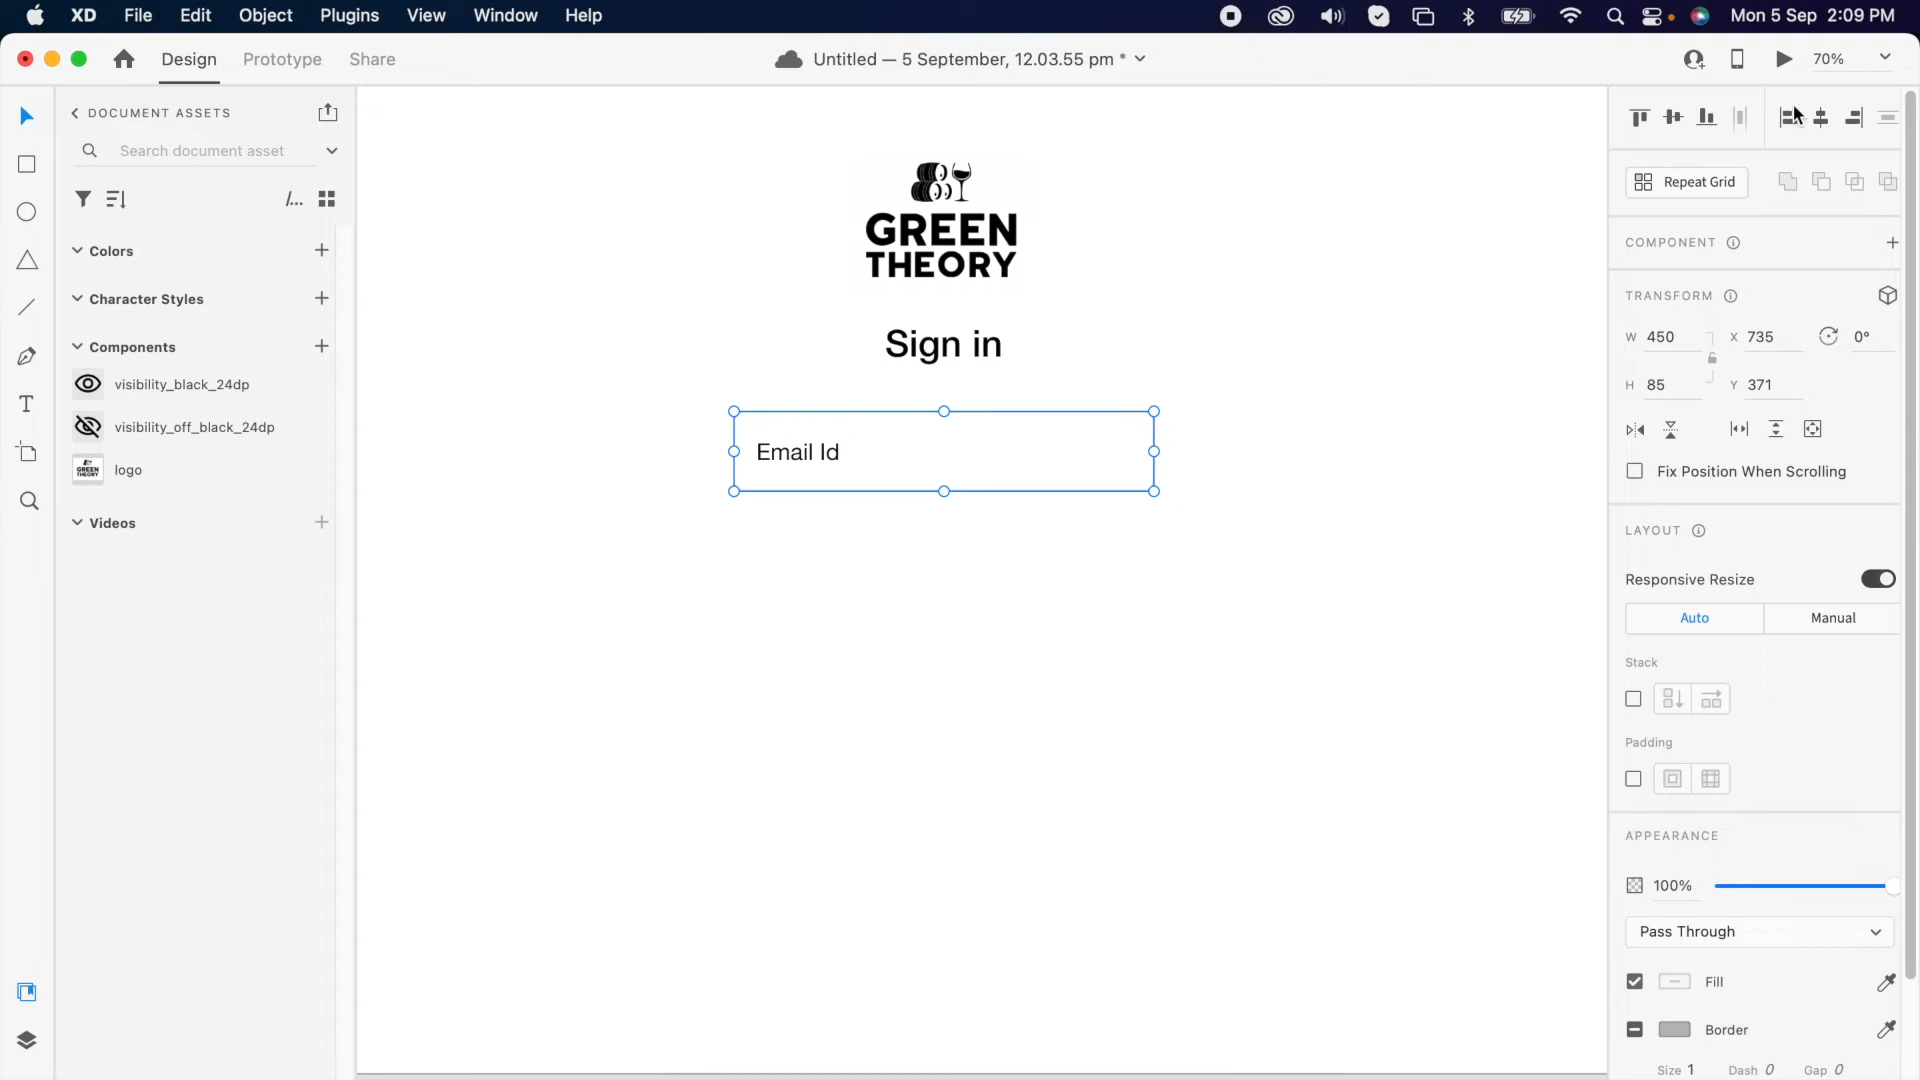 XD File Edit Object Plugins View Window Help
Mon 5 Sep 2:09 PM
Design Prototype Share
Untitled — 5 September, 12.03.55 pm *
70%
DOCUMENT ASSETS
Search document asset
/...
Colors
Character Styles
Components
visibility_black_24dp
visibility_off_black_24dp
GREEN THEORY
logo
Videos
GREEN
THEORY
Sign in
Email Id
Repeat Grid
COMPONENT
TRANSFORM
W 450 X 735 0°
H 85 Y 371
Fix Position When Scrolling
LAYOUT
Responsive Resize
Auto Manual
Stack
Padding
APPEARANCE
100%
Pass Through
Fill
Border
Size 1 Dash 0 Gap 0